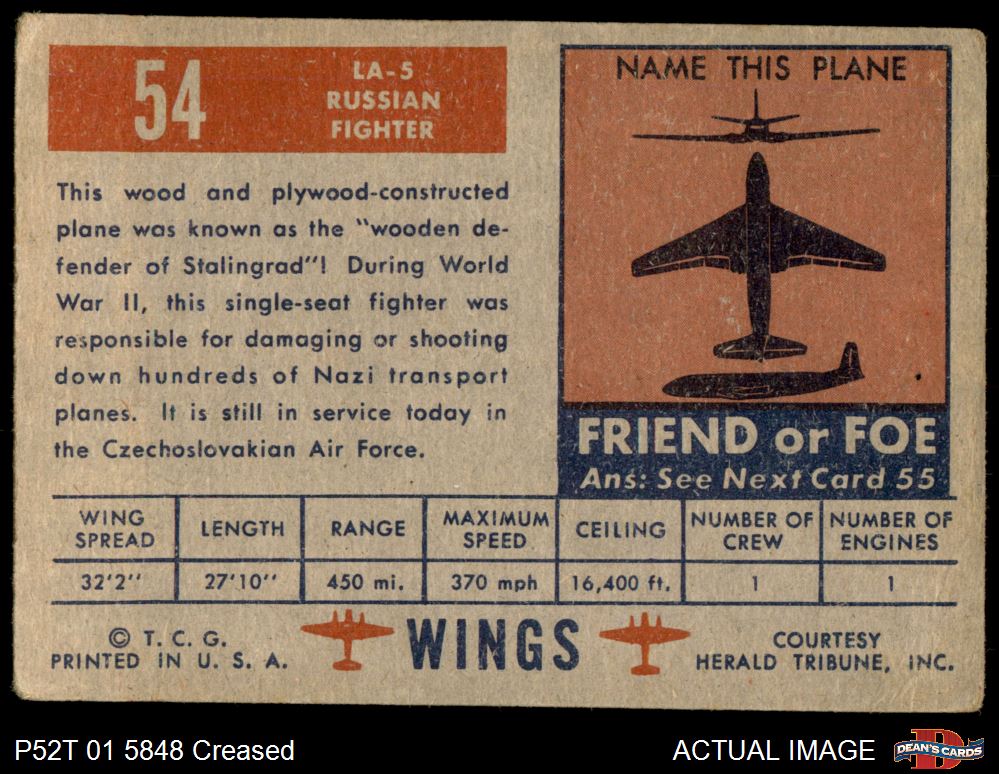 54
LA-5
RUSSIAN
FIGHTER
This wood and plywood-constructed
plane was known as the "wooden de-
fender of Stalingrad"! During World
War II, this single-seat fighter was
responsible for damaging or shooting
down hundreds of Nazi transport
planes. It is still in service today in
the Czechoslovakian Air Force.
NAME THIS PLANE
FRIEND or FOE
Ans: See Next Card 55
WING SPREAD LENGTH RANGE MAXIMUM SPEED CEILING NUMBER OF CREW NUMBER OF ENGINES
32'2'' 27'10'' 450 mi. 370 mph 16,400 ft. 1 1
© T. C. G.
PRINTED IN U. S. A.
WINGS
COURTESY
HERALD TRIBUNE, INC.
P52T 01 5848 Creased
ACTUAL IMAGE
D
DEAN'S CARDS